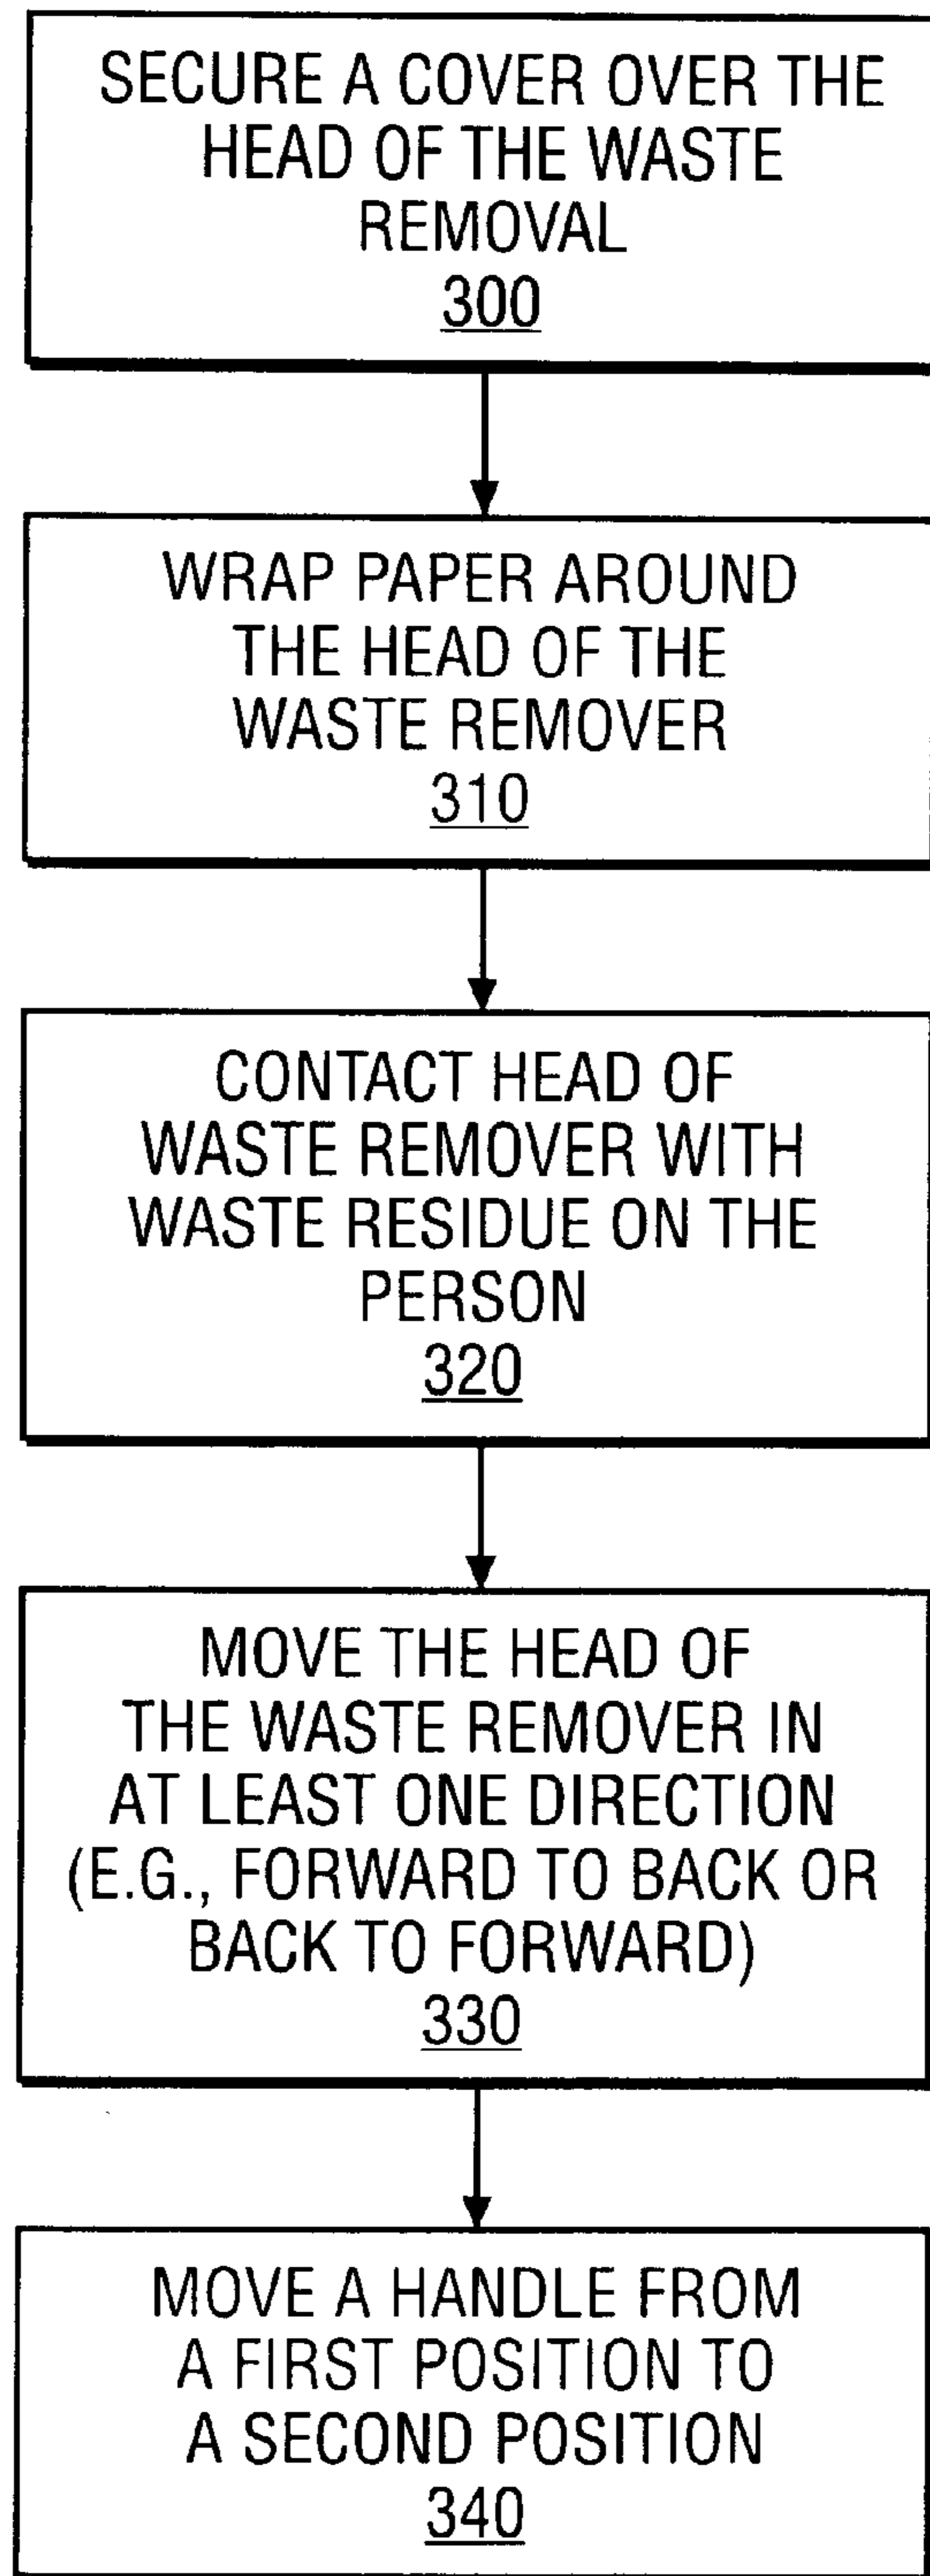 SECURE A COVER OVER THE
HEAD OF THE WASTE
REMOVAL
300
WRAP PAPER AROUND
THE HEAD OF THE
WASTE REMOVER
310
CONTACT HEAD OF
WASTE REMOVER WITH
WASTE RESIDUE ON THE
PERSON
320
MOVE THE HEAD OF
THE WASTE REMOVER IN
AT LEAST ONE DIRECTION
(E.G., FORWARD TO BACK OR
BACK TO FORWARD)
330
MOVE A HANDLE FROM
A FIRST POSITION TO
A SECOND POSITION
340